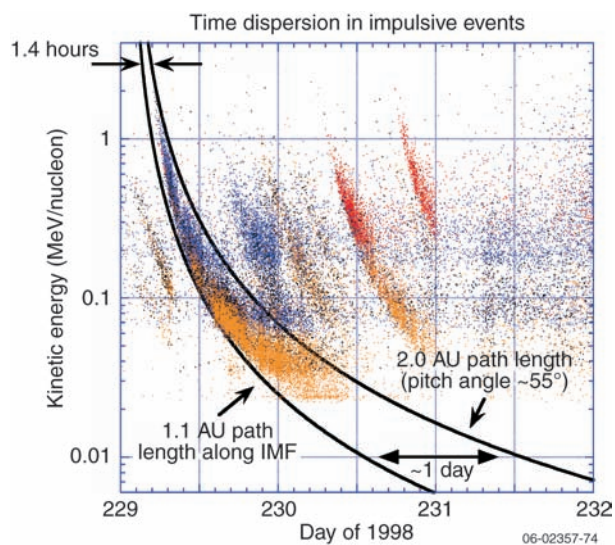 Time dispersion in impulsive events
1.4 hours
Kinetic energy (MeV/nucleon)
1
0.1
0.01
2.0 AU path length
(pitch angle ~55°)
1.1 AU path
length along IMF
~1 day
229
230
231
232
Day of 1998
06-02357-74